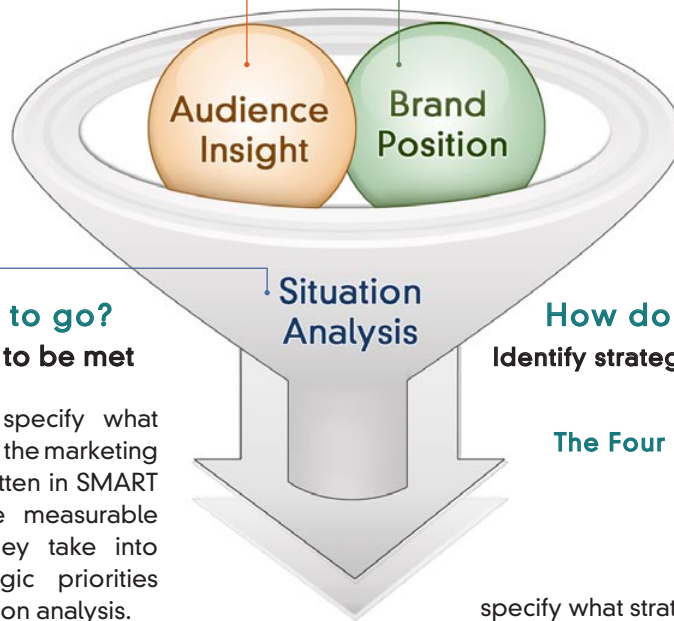 Audience
Insight
Brand
Position
Situation
Analysis
to go?
to be met
specify what
the marketing
tten in SMART
e measurable
ey take into
gic priorities
on analysis.
How do
Identify strateg
The Four
specify what strat